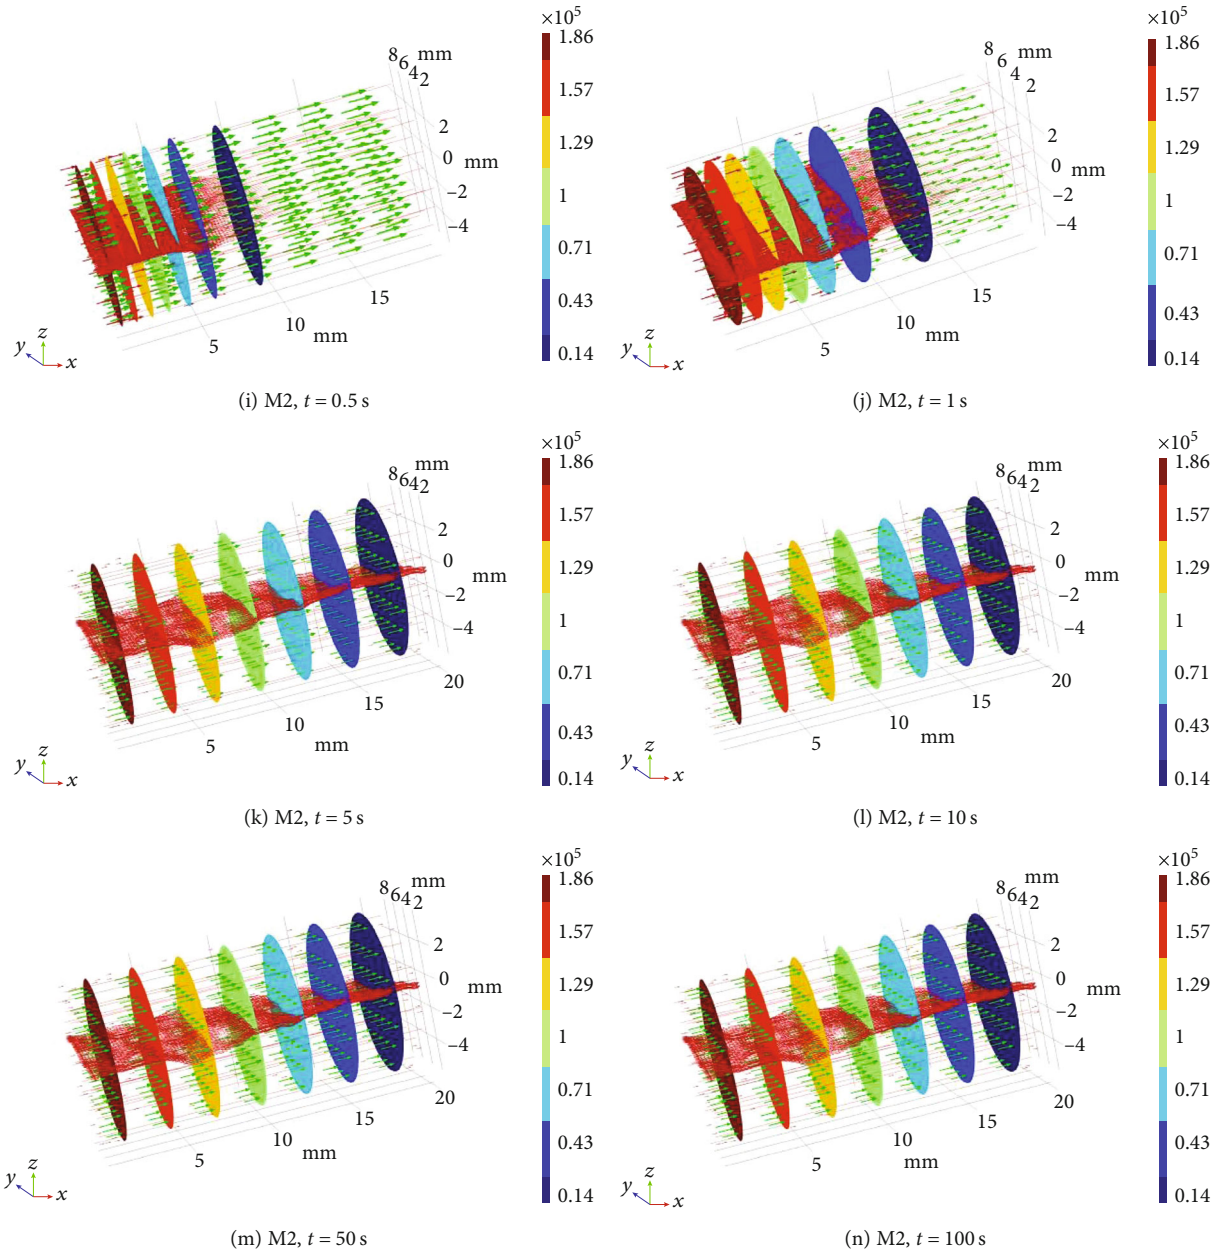 ×10⁵
1.86
1.57
1.29
1
0.71
0.43
0.14
8 6 4 2 mm
2
0
mm
−2
−4
15
10
mm
5
z
y
x
(i) M2, t = 0.5 s
×10⁵
1.86
1.57
1.29
1
0.71
0.43
0.14
8 6 4 2 mm
2
0
mm
−2
−4
15
10
mm
5
z
y
x
(j) M2, t = 1 s
×10⁵
1.86
1.57
1.29
1
0.71
0.43
0.14
8 6 4 2 mm
2
0
mm
−2
−4
20
15
10
mm
5
z
y
x
(k) M2, t = 5 s
×10⁵
1.86
1.57
1.29
1
0.71
0.43
0.14
8 6 4 2 mm
2
0
mm
−2
−4
20
15
10
mm
5
z
y
x
(l) M2, t = 10 s
×10⁵
1.86
1.57
1.29
1
0.71
0.43
0.14
8 6 4 2 mm
2
0
mm
−2
−4
20
15
10
mm
5
z
y
x
(m) M2, t = 50 s
×10⁵
1.86
1.57
1.29
1
0.71
0.43
0.14
8 6 4 2 mm
2
0
mm
−2
−4
20
15
10
mm
5
z
y
x
(n) M2, t = 100 s